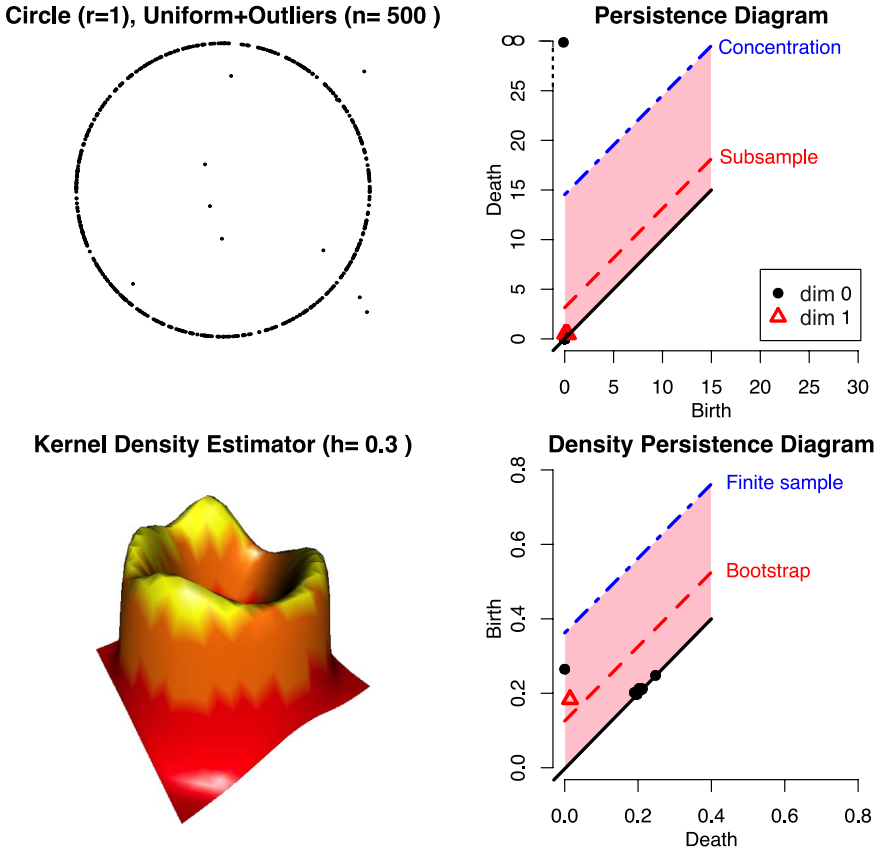 Circle (r=1), Uniform+Outliers (n= 500 )
Persistence Diagram
∞
25
20
15
10
5
0
Death
Concentration
Subsample
dim 0
dim 1
0 5 10 15 20 25 30
Birth
Kernel Density Estimator (h= 0.3 )
Density Persistence Diagram
0.8
0.6
0.4
0.2
0.0
Birth
Finite sample
Bootstrap
0.0 0.2 0.4 0.6 0.8
Death